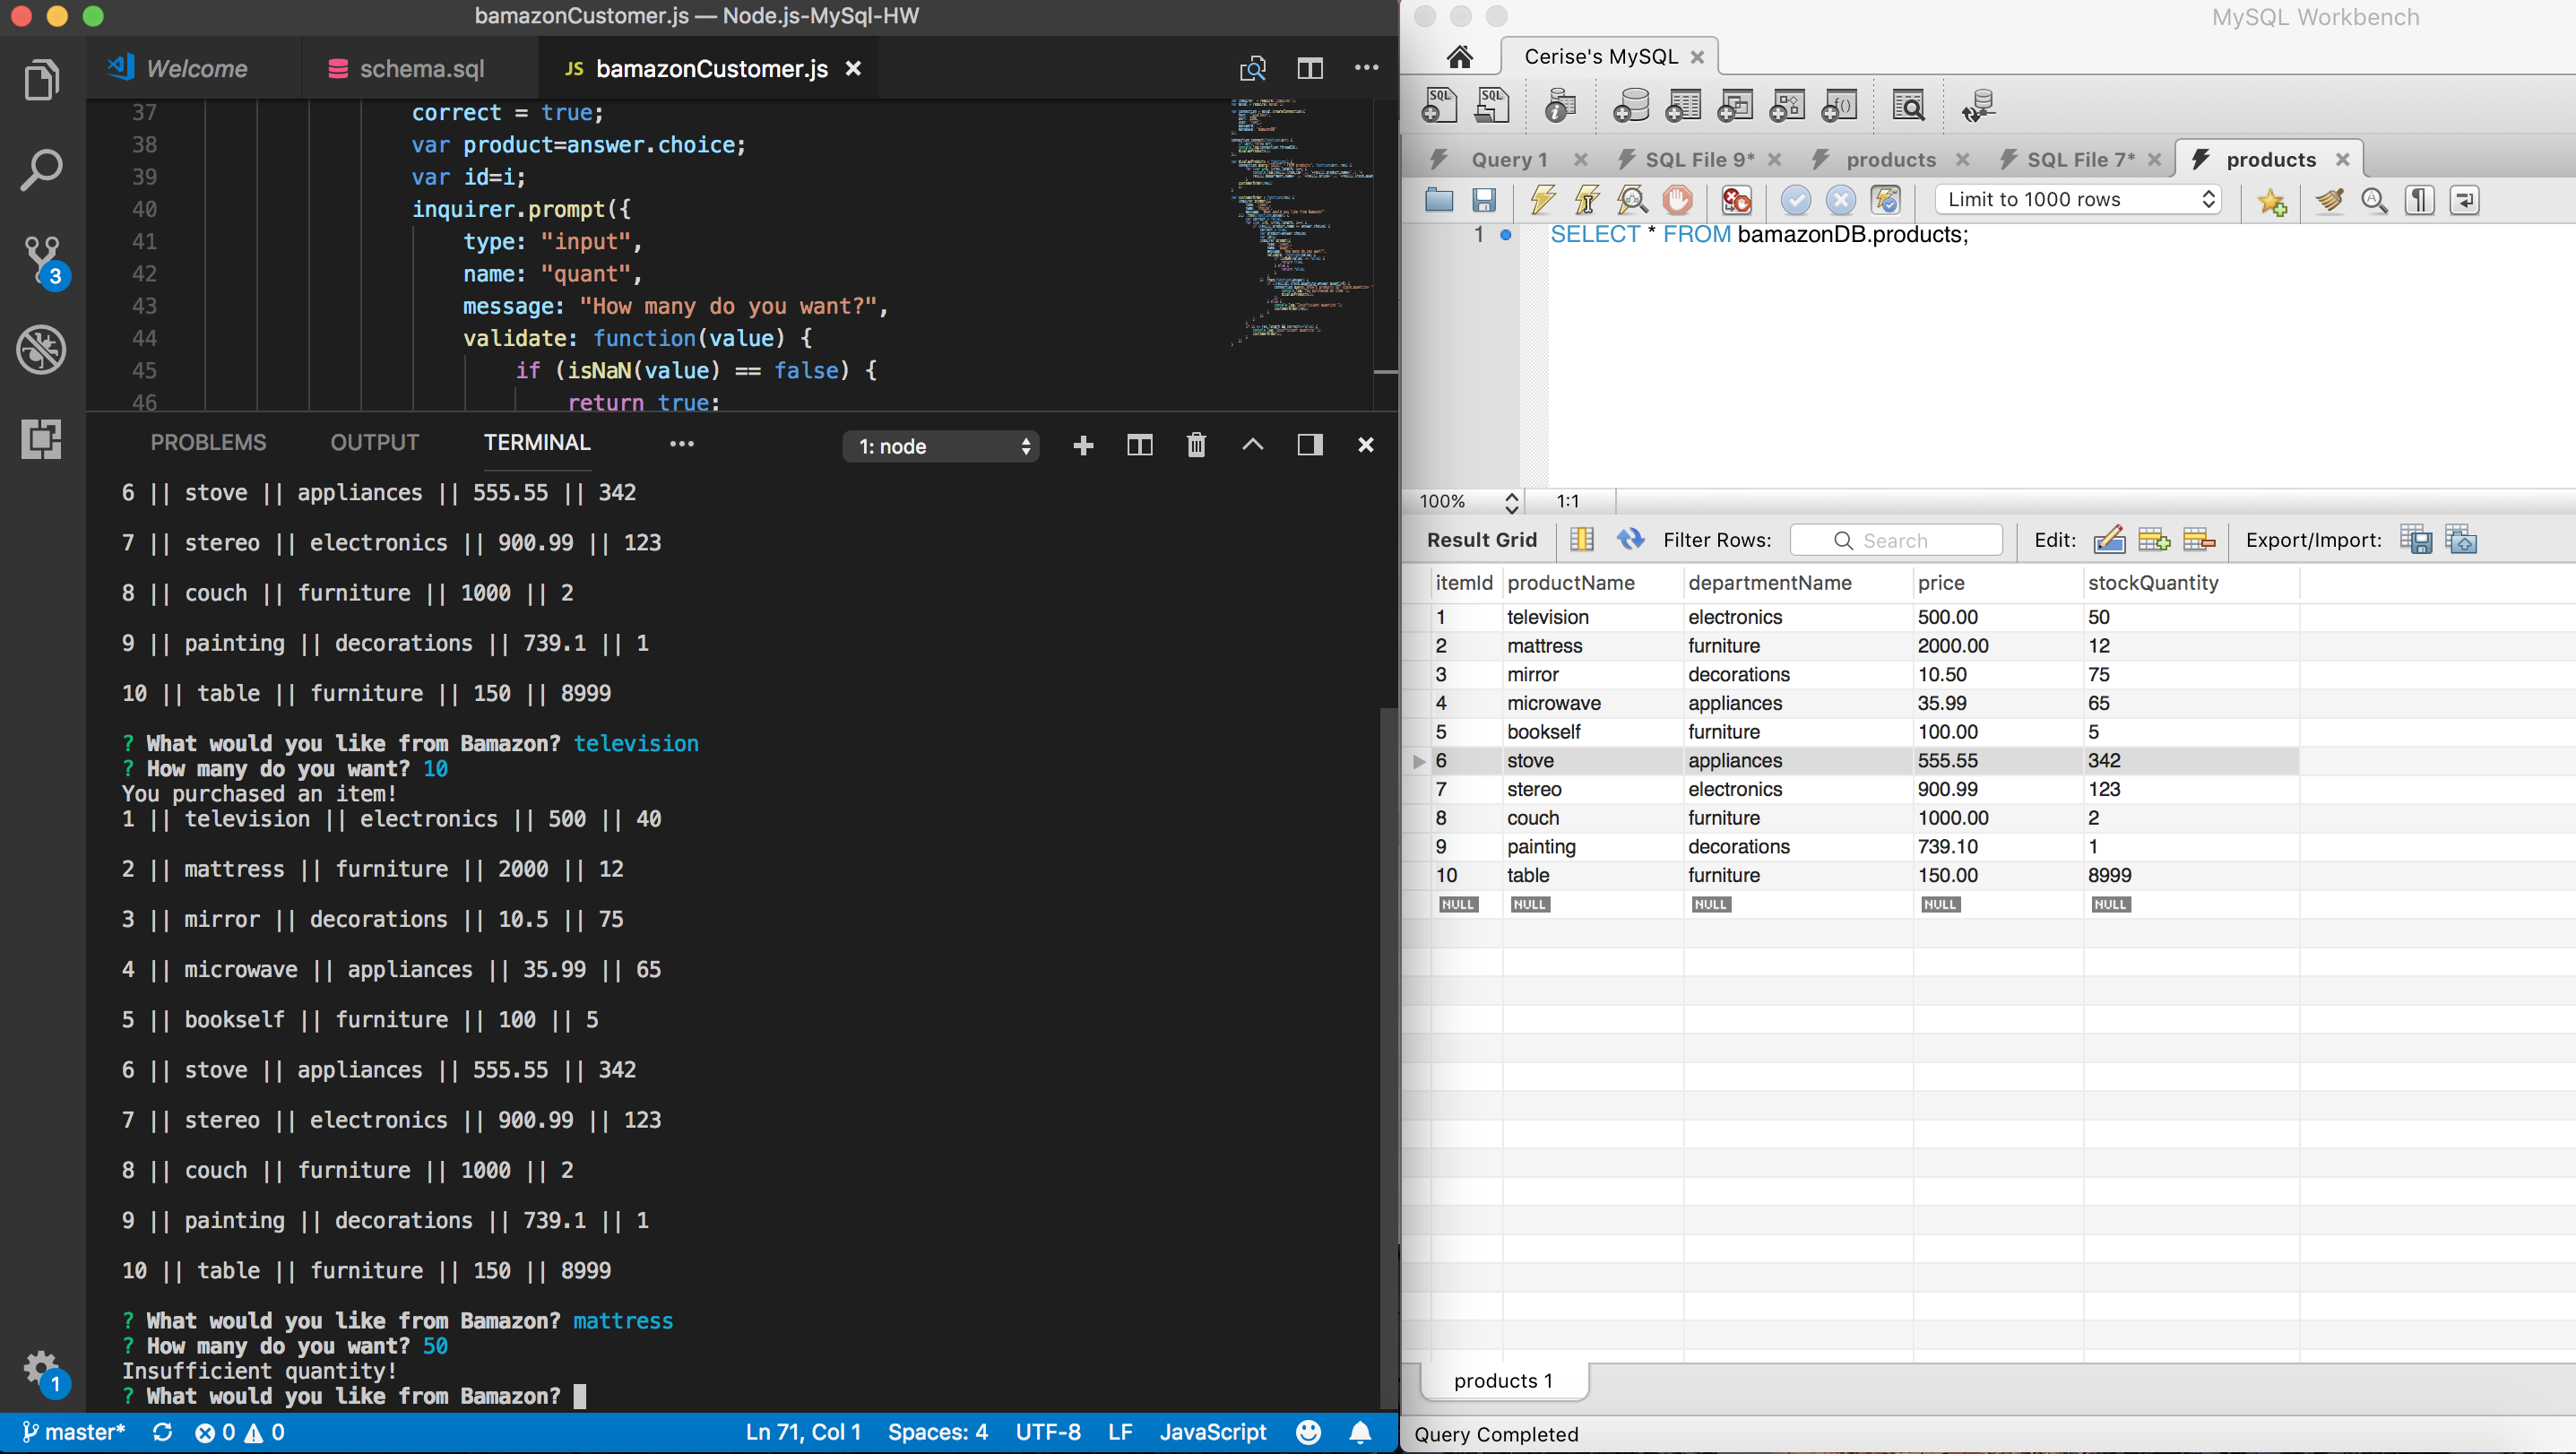 bamazonCustomer.js — Node.js-MySql-HW
Welcome
schema.sql
JS bamazonCustomer.js
37 correct = true;
38 var product=answer.choice;
39 var id=i;
40 inquirer.prompt({
41 type: "input",
42 name: "quant",
43 message: "How many do you want?",
44 validate: function(value) {
45 if (isNaN(value) == false) {
46 return true;
3
PROBLEMS OUTPUT TERMINAL 1: node
6 || stove || appliances || 555.55 || 342
7 || stereo || electronics || 900.99 || 123
8 || couch || furniture || 1000 || 2
9 || painting || decorations || 739.1 || 1
10 || table || furniture || 150 || 8999
? What would you like from Bamazon? television
? How many do you want? 10
You purchased an item!
1 || television || electronics || 500 || 40
2 || mattress || furniture || 2000 || 12
3 || mirror || decorations || 10.5 || 75
4 || microwave || appliances || 35.99 || 65
5 || bookself || furniture || 100 || 5
6 || stove || appliances || 555.55 || 342
7 || stereo || electronics || 900.99 || 123
8 || couch || furniture || 1000 || 2
9 || painting || decorations || 739.1 || 1
10 || table || furniture || 150 || 8999
? What would you like from Bamazon? mattress
? How many do you want? 50
Insufficient quantity!
? What would you like from Bamazon?
1
master* 0 0 Ln 71, Col 1 Spaces: 4 UTF-8 LF JavaScript
MySQL Workbench
Cerise's MySQL
SQL SQL
Query 1 SQL File 9* products SQL File 7* products
Limit to 1000 rows
1 SELECT * FROM bamazonDB.products;
100% 1:1
Result Grid Filter Rows: Search Edit: Export/Import:
itemId productName departmentName price stockQuantity
1 television electronics 500.00 50
2 mattress furniture 2000.00 12
3 mirror decorations 10.50 75
4 microwave appliances 35.99 65
5 bookself furniture 100.00 5
6 stove appliances 555.55 342
7 stereo electronics 900.99 123
8 couch furniture 1000.00 2
9 painting decorations 739.10 1
10 table furniture 150.00 8999
NULL NULL NULL NULL NULL
products 1
Query Completed